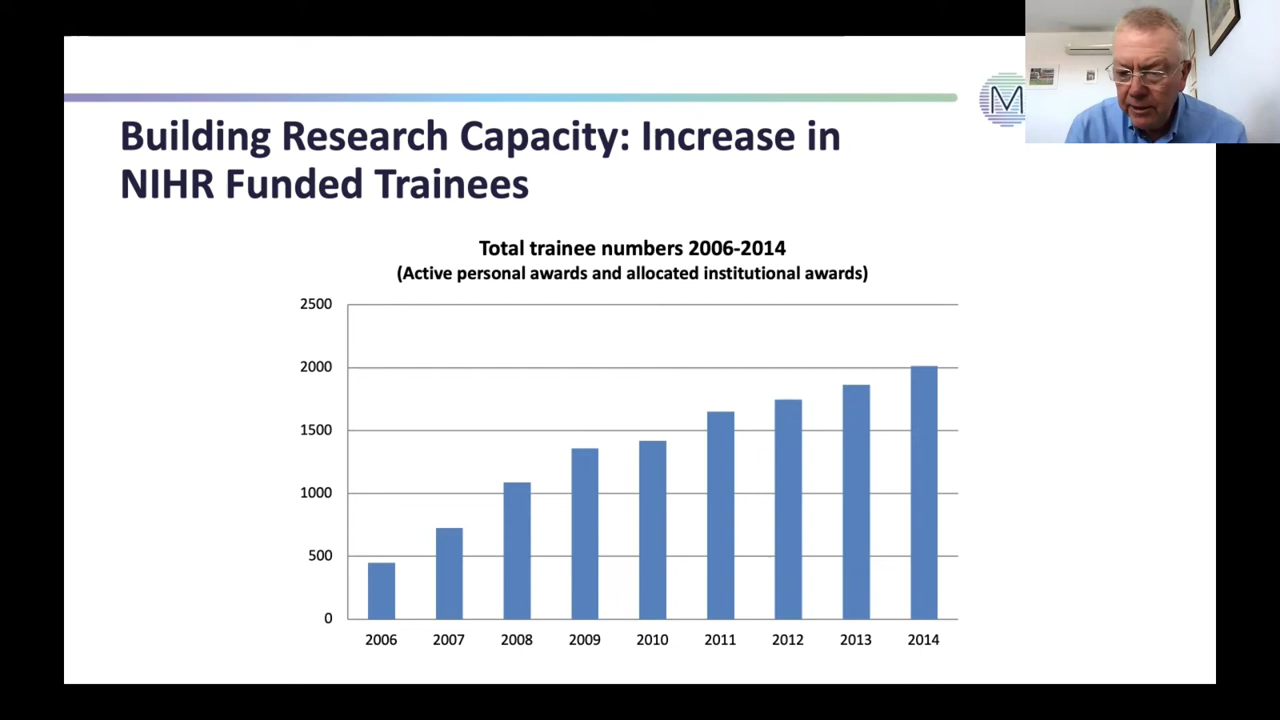 M
Building Research Capacity: Increase in
NIHR Funded Trainees
Total trainee numbers 2006-2014
(Active personal awards and allocated institutional awards)
2500
2000
1500
1000
500
0
2006 2007 2008 2009 2010 2011 2012 2013 2014